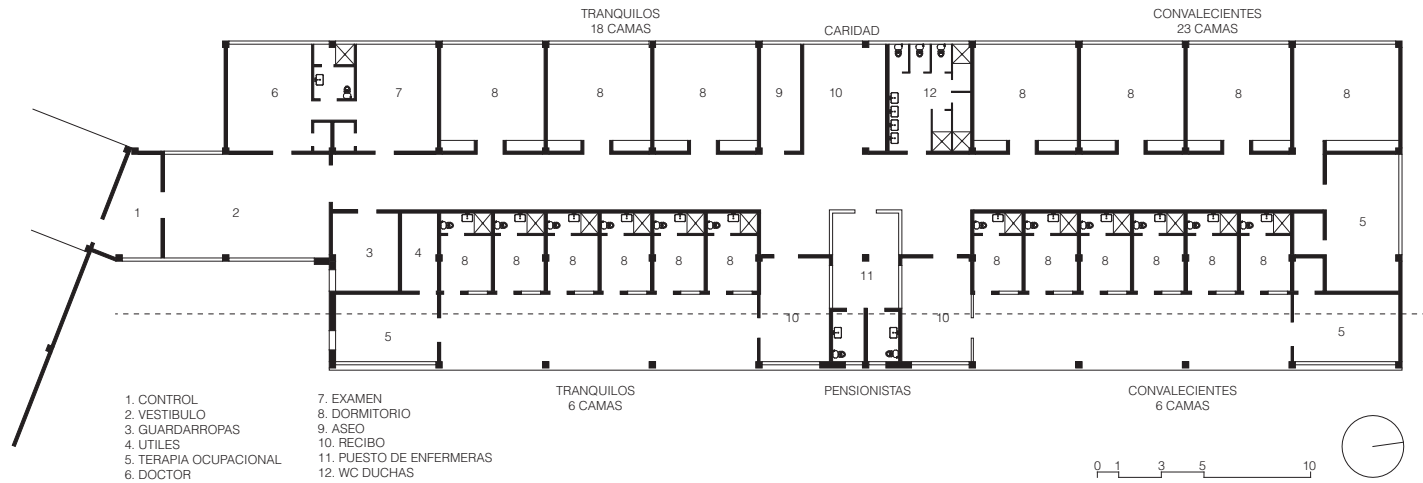 TRANQUILOS
18 CAMAS
CARIDAD
CONVALECIENTES
23 CAMAS
6
7
8
8
8
9
10
12
8
8
8
8
1
2
3
4
8
8
8
8
8
8
11
8
8
8
8
8
8
5
5
10
10
5
TRANQUILOS
6 CAMAS
PENSIONISTAS
CONVALECIENTES
6 CAMAS
1. CONTROL
2. VESTIBULO
3. GUARDARROPAS
4. UTILES
5. TERAPIA OCUPACIONAL
6. DOCTOR
7. EXAMEN
8. DORMITORIO
9. ASEO
10. RECIBO
11. PUESTO DE ENFERMERAS
12. WC DUCHAS
0 1 3 5 10